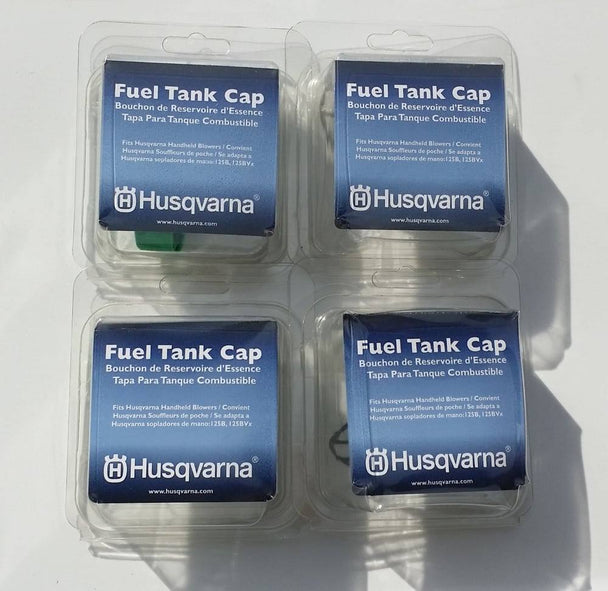 Fuel Tank Cap
Bouchon de Reservoire d'Essence
Tapa Para Tanque Combustible
Fits Husqvarna Handheld Blowers / Convient
Husqvarna Souffleurs de poche / Se adapta a
Husqvarna sopladores de mano:125B, 125BVx
Husqvarna®
www.husqvarna.com
Fuel Tank Cap
Bouchon de Reservoire d'Essence
Tapa Para Tanque Combustible
Fits Husqvarna Handheld Blowers / Convient
Husqvarna Souffleurs de poche / Se adapta a
Husqvarna sopladores de mano:125B, 125BVx
Husqvarna®
www.husqvarna.com
Fuel Tank Cap
Bouchon de Reservoire d'Essence
Tapa Para Tanque Combustible
Fits Husqvarna Handheld Blowers / Convient
Husqvarna Souffleurs de poche / Se adapta a
Husqvarna sopladores de mano:125B, 125BVx
Husqvarna®
www.husqvarna.com
Fuel Tank Cap
Bouchon de Reservoire d'Essence
Tapa Para Tanque Combustible
Fits Husqvarna Handheld Blowers / Convient
Husqvarna Souffleurs de poche / Se adapta a
Husqvarna sopladores de mano:125B, 125BVx
Husqvarna®
www.husqvarna.com